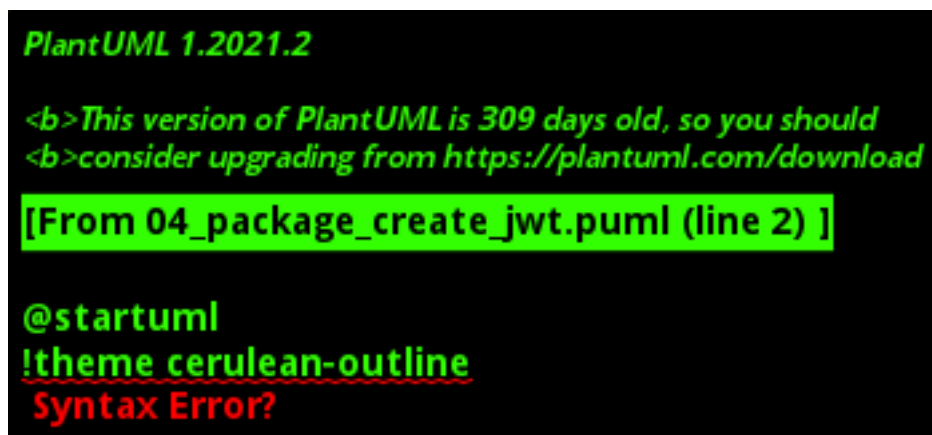 PlantUML 1.2021.2
<b>This version of PlantUML is 309 days old, so you should
<b>consider upgrading from https://plantuml.com/download
[From 04_package_create_jwt.puml (line 2) ]
@startuml
!theme cerulean-outline
Syntax Error?